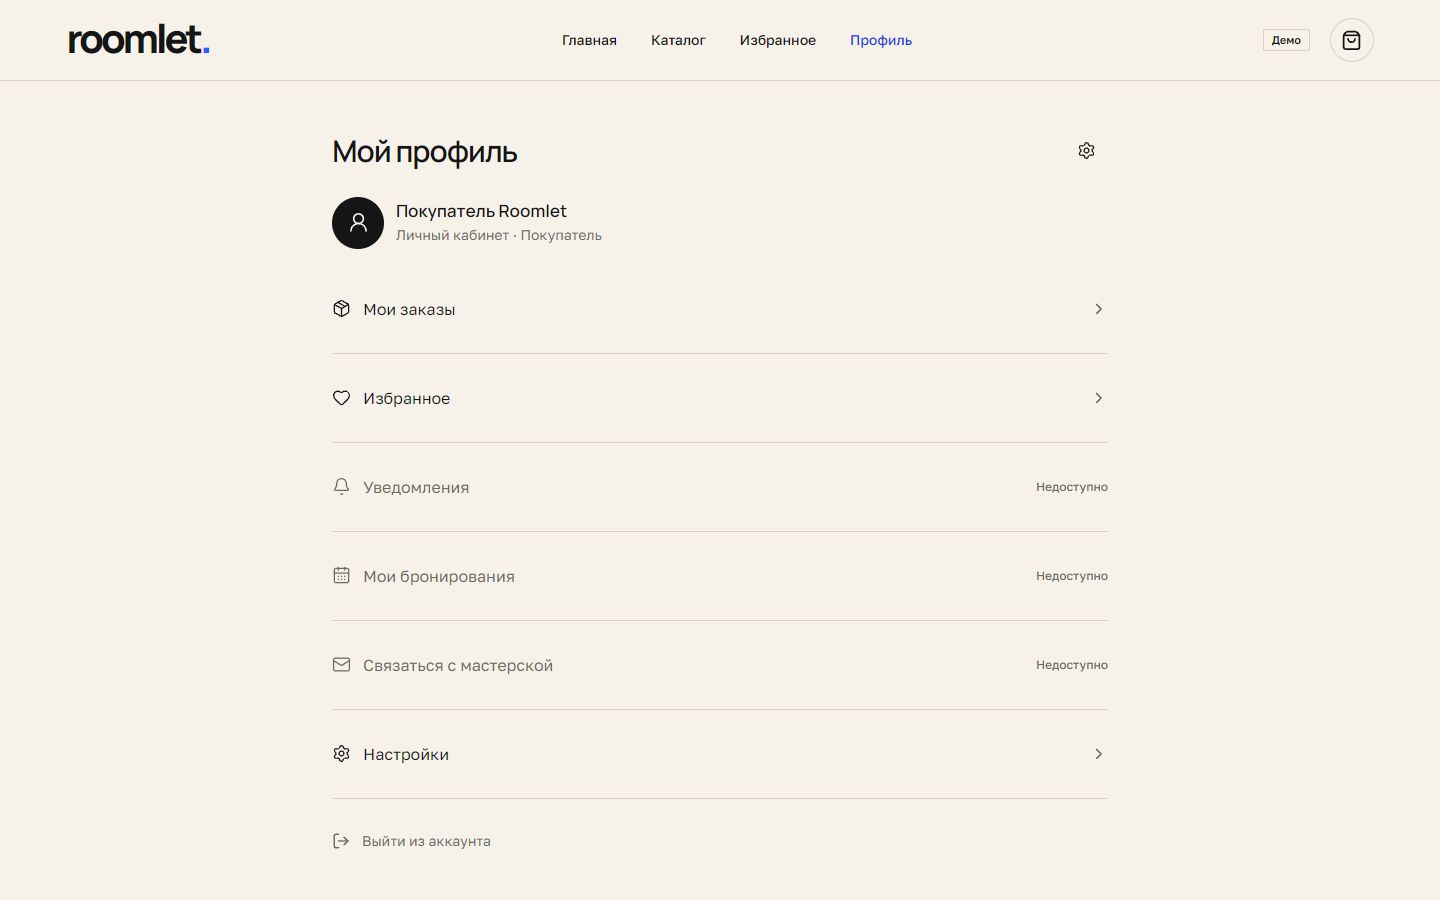 roomlet.
Главная Каталог Избранное Профиль
Демо
Мой профиль
Покупатель Roomlet
Личный кабинет · Покупатель
Мои заказы
Избранное
Уведомления Недоступно
Мои бронирования Недоступно
Связаться с мастерской Недоступно
Настройки
Выйти из аккаунта